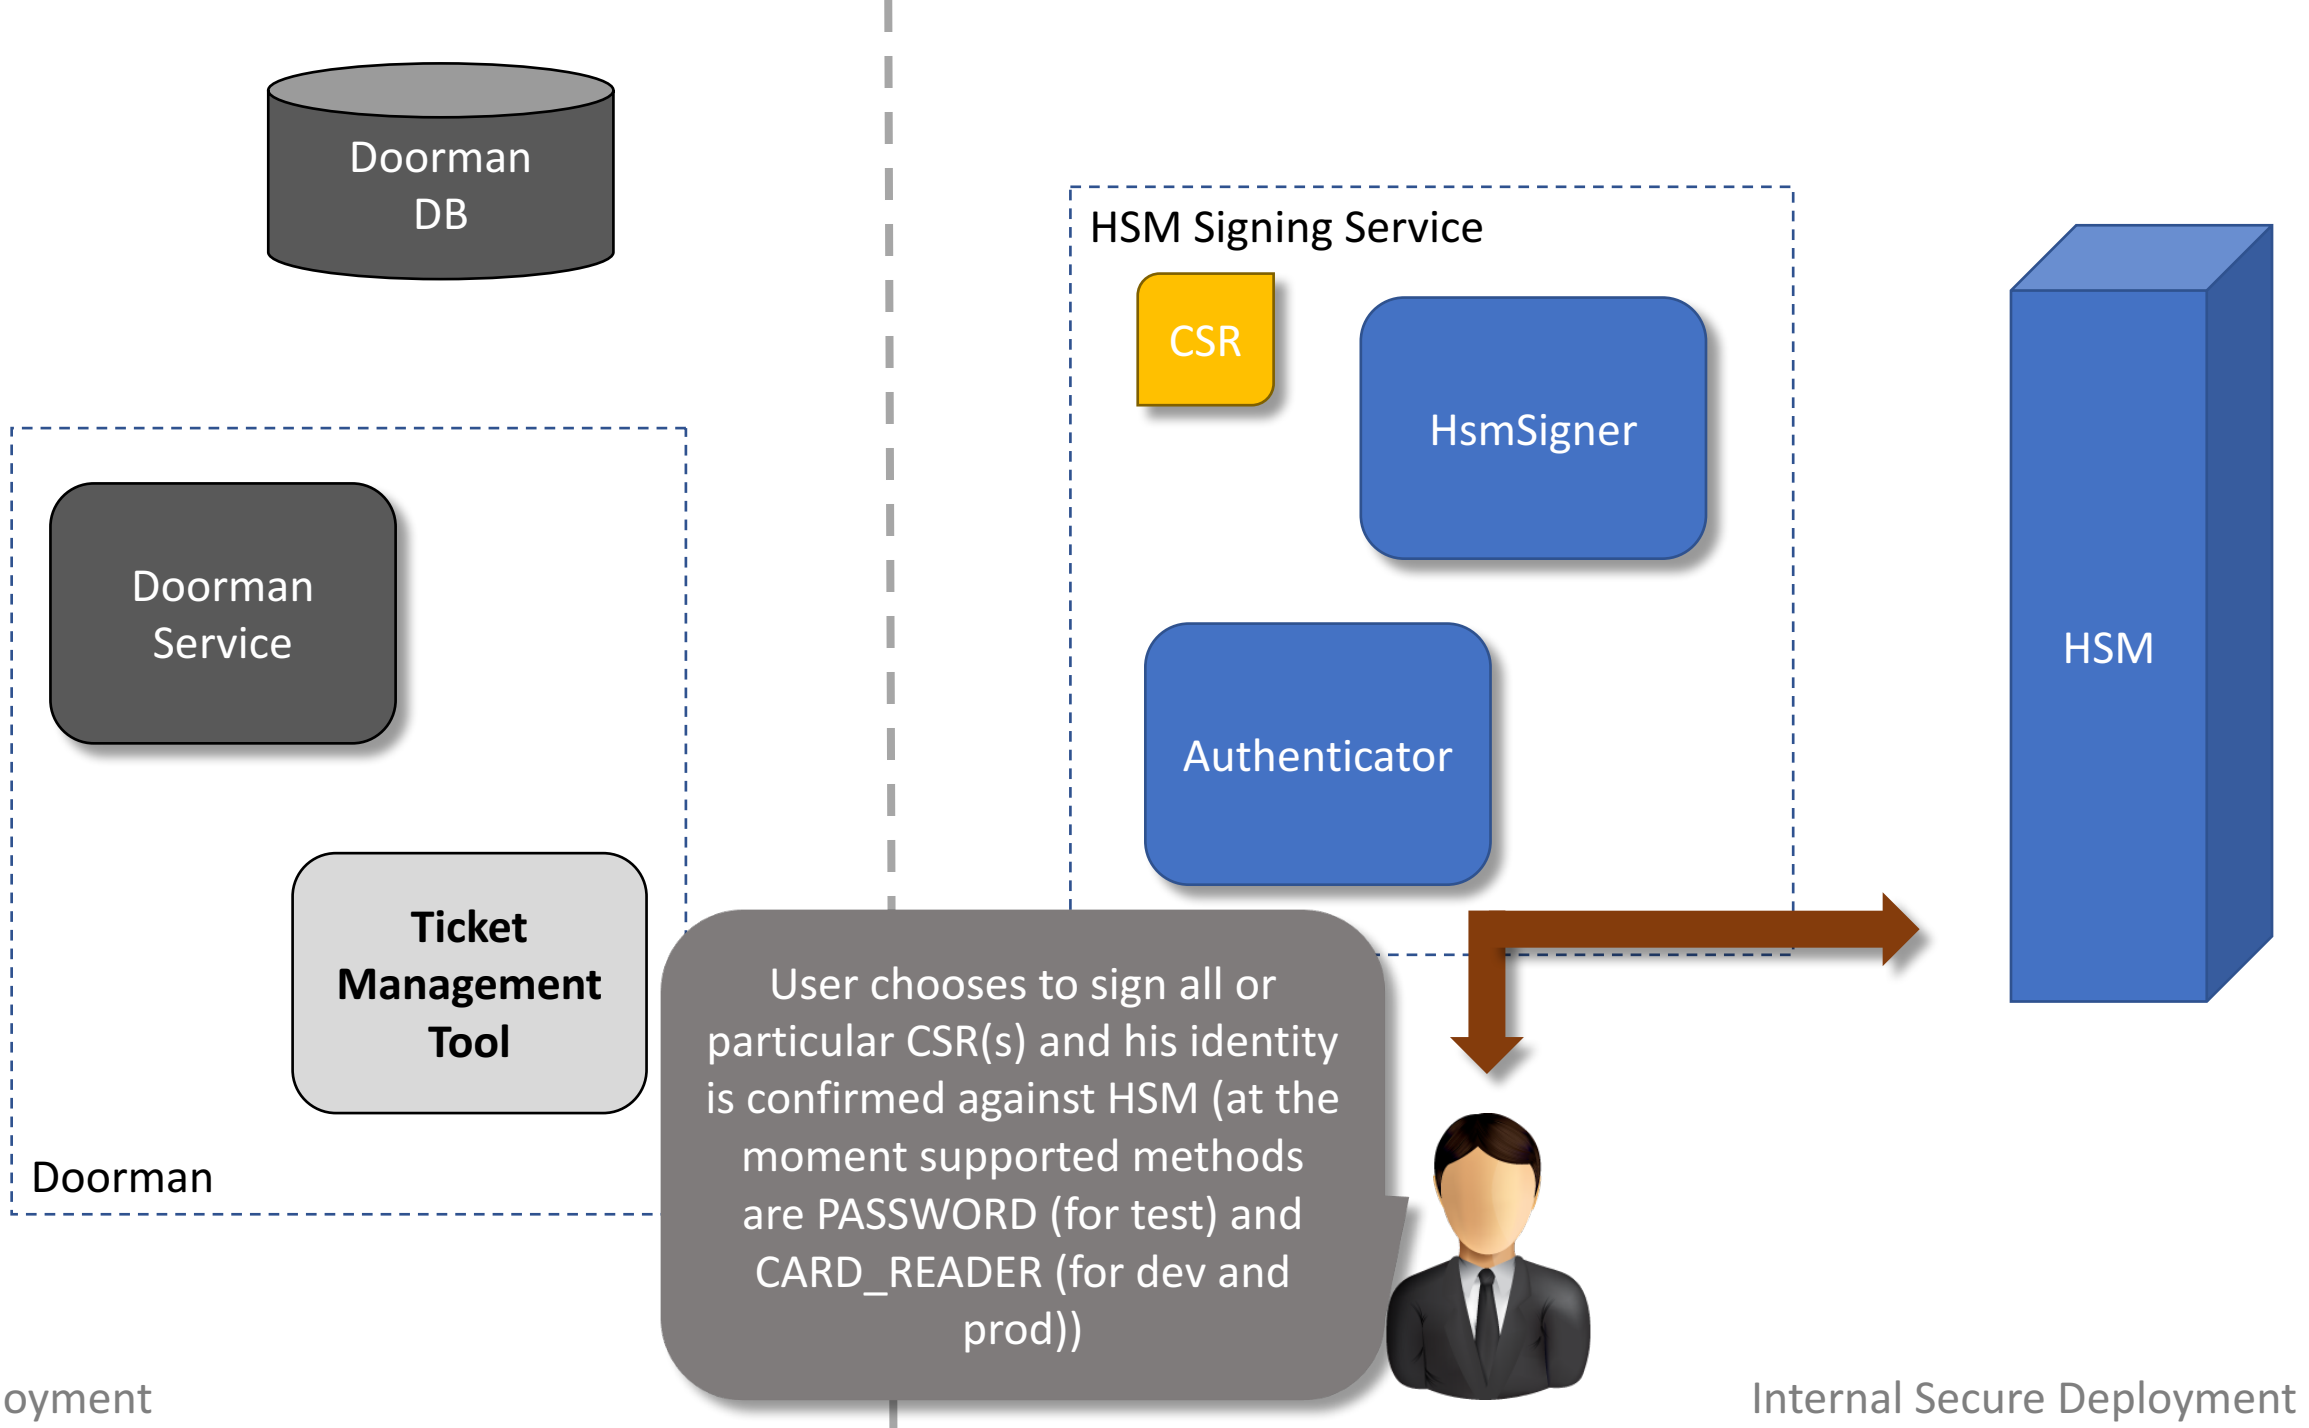 Doorman
DB
HSM Signing Service
CSR
HsmSigner
Doorman
Service
HSM
Authenticator
Ticket
Management
Tool
User chooses to sign all or
particular CSR(s) and his identity
is confirmed against HSM (at the
moment supported methods
are PASSWORD (for test) and
CARD_READER (for dev and
prod))
Doorman
oyment
Internal Secure Deployment